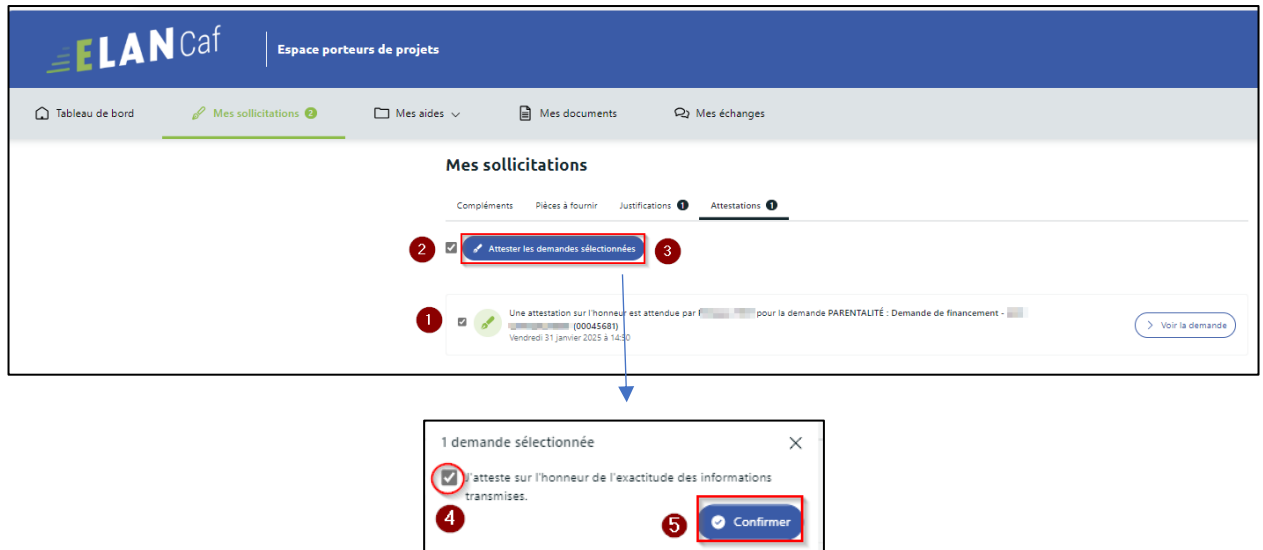 ELAN Caf
Espace porteurs de projets
Tableau de bord
Mes sollicitations 2
Mes aides
Mes documents
Mes échanges
Mes sollicitations
Compléments Pièces à fournir Justifications 1 Attestations 1
2 Attester les demandes sélectionnées 3
1
Une attestation sur l'honneur est attendue par pour la demande PARENTALITÉ : Demande de financement -
(00045681)
Vendredi 31 janvier 2025 à 14:50
Voir la demande
1 demande sélectionnée
J'atteste sur l'honneur de l'exactitude des informations
transmises.
4
5 Confirmer